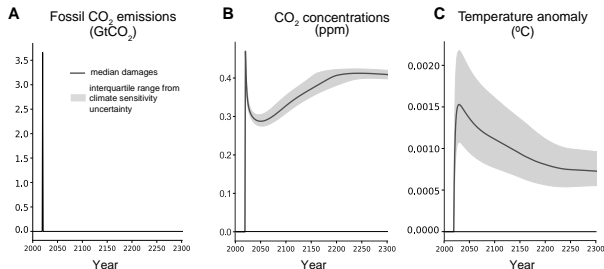 A Fossil CO₂ emissions
(GtCO₂)
3.5
3.0
2.5
2.0
1.5
1.0
0.5
0.0
median damages
interquartile range from
climate sensitivity
uncertainty
2000 2050 2100 2150 2200 2250 2300
Year
B CO₂ concentrations
(ppm)
0.4
0.3
0.2
0.1
0.0
2000 2050 2100 2150 2200 2250 2300
Year
C Temperature anomaly
(⁰C)
0,0020
0.0015
0.0010
0.0005
0.0000
2000 2050 2100 2150 2200 2250 2300
Year